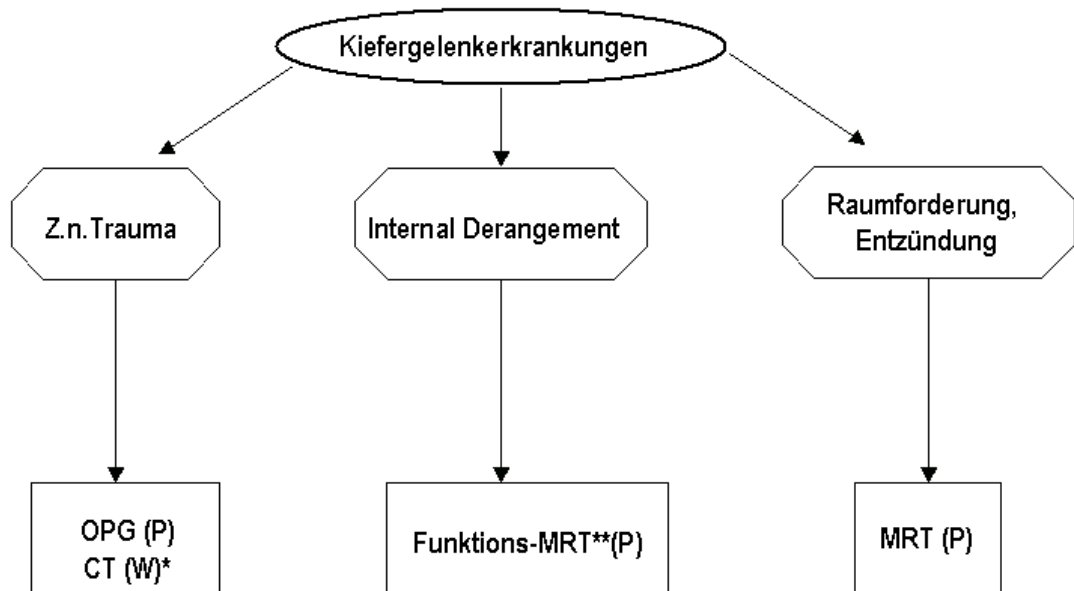 Kiefergelenkerkrankungen
Z.n.Trauma
Internal Derangement
Raumforderung,
Entzündung
OPG (P)
CT (W)*
Funktions-MRT**(P)
MRT (P)